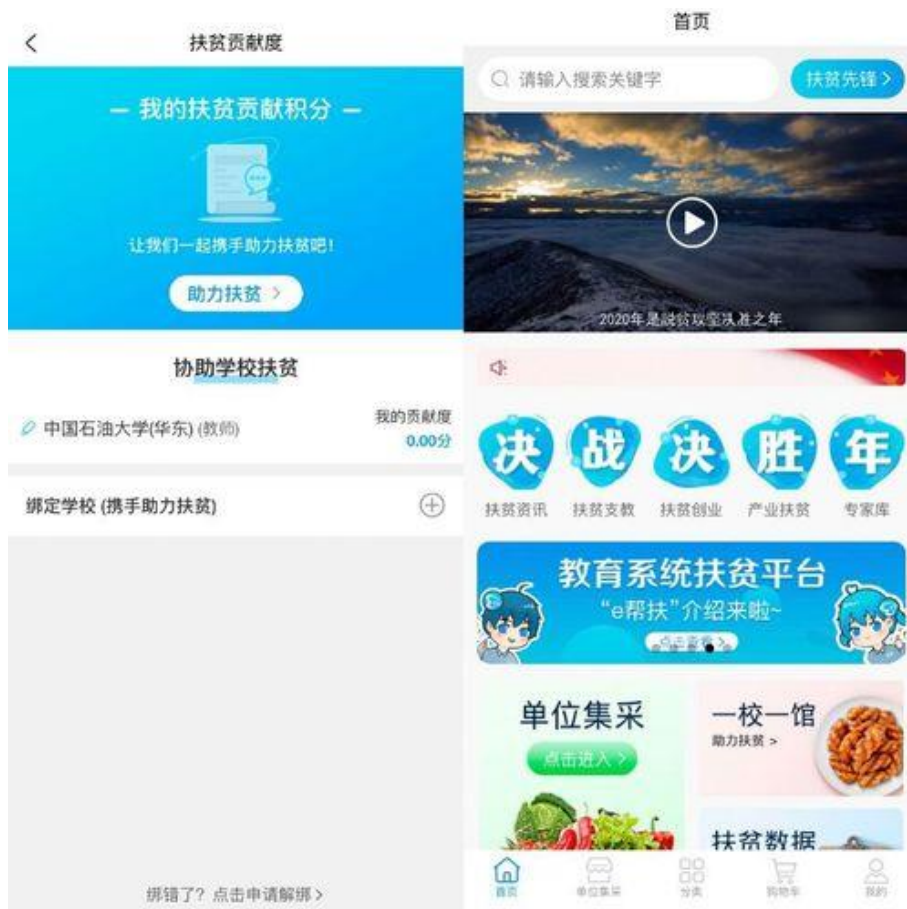 扶贫贡献度
我的扶贫贡献积分
让我们一起携手助力扶贫吧!
助力扶贫 >
协助学校扶贫
中国石油大学(华东) (教师)
我的贡献度
0.00分
绑定学校 (携手助力扶贫)
绑错了? 点击申请解绑 >
首页
请输入搜索关键字
扶贫先锋 >
2020年是脱贫攻坚决胜之年
决 战 决 胜 年
扶贫资讯 扶贫支教 扶贫创业 产业扶贫 专家库
教育系统扶贫平台
“e帮扶”介绍来啦~
点击查看 >
单位集采
点击进入 >
一校一馆
助力扶贫 >
扶贫数据
首页 单位集采 分类 购物车 我的